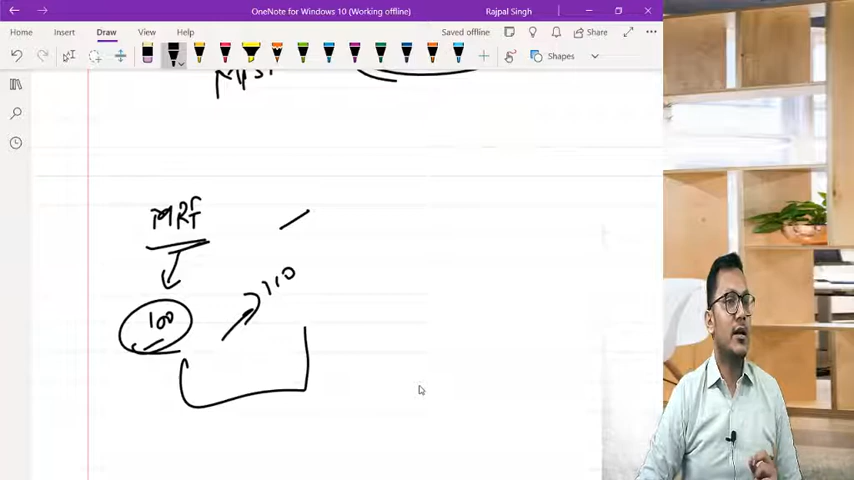 OneNote for Windows 10 (Working offline)
Rajpal Singh
Home Insert Draw View Help
Saved offline
Share
Shapes
MRF
100
110